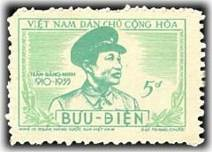 VIỆT NAM DÂN CHỦ CỘNG HÒA
TRẦN-ĐĂNG-NINH
1910-1955
5đ
BƯU-ĐIỆN